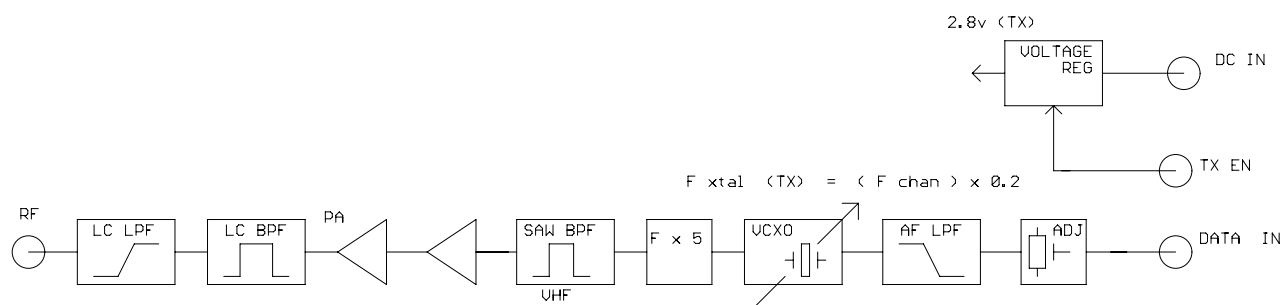 2.8v (TX)
VOLTAGE
REG
DC IN
TX EN
F xtal (TX) = ( F chan ) x 0.2
RF
LC LPF
LC BPF
PA
SAW BPF
VHF
F x 5
VCXO
AF LPF
ADJ
DATA IN